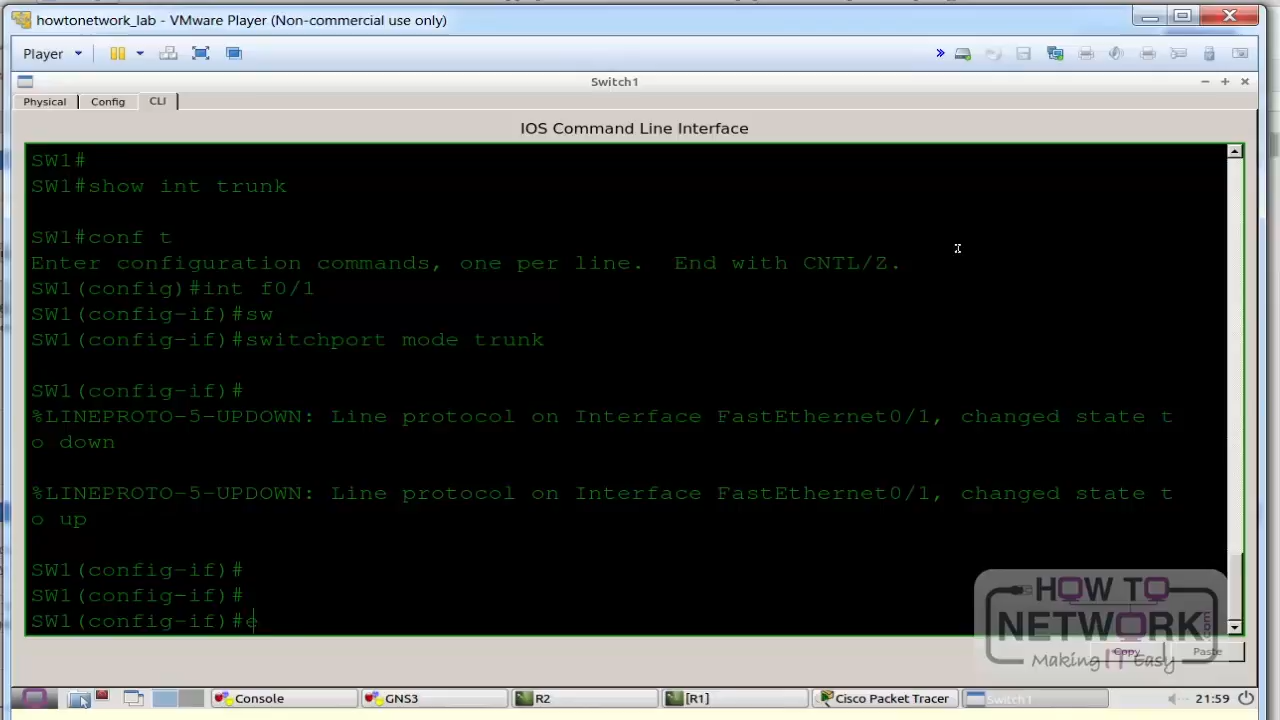 howtonetwork_lab - VMware Player (Non-commercial use only)
Player
Switch1
Physical Config CLI
IOS Command Line Interface
SW1#
SW1#show int trunk
SW1#conf t
Enter configuration commands, one per line.  End with CNTL/Z.
SW1(config)#int f0/1
SW1(config-if)#sw
SW1(config-if)#switchport mode trunk
SW1(config-if)#
%LINEPROTO-5-UPDOWN: Line protocol on Interface FastEthernet0/1, changed state t
o down
%LINEPROTO-5-UPDOWN: Line protocol on Interface FastEthernet0/1, changed state t
o up
SW1(config-if)#
SW1(config-if)#
SW1(config-if)#e
HOW TO
NETWORK.com
Making IT Easy
Copy Paste
Console GNS3 R2 [R1] Cisco Packet Tracer Switch1 21:59